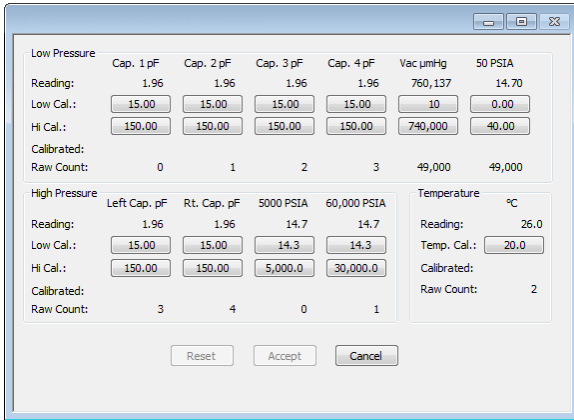 Low Pressure
Cap. 1 pF Cap. 2 pF Cap. 3 pF Cap. 4 pF Vac µmHg 50 PSIA
Reading: 1.96 1.96 1.96 1.96 760,137 14.70
Low Cal.: 15.00 15.00 15.00 15.00 10 0.00
Hi Cal.: 150.00 150.00 150.00 150.00 740,000 40.00
Calibrated:
Raw Count: 0 1 2 3 49,000 49,000
High Pressure
Left Cap. pF Rt. Cap. pF 5000 PSIA 60,000 PSIA
Reading: 1.96 1.96 14.7 14.7
Low Cal.: 15.00 15.00 14.3 14.3
Hi Cal.: 150.00 150.00 5,000.0 30,000.0
Calibrated:
Raw Count: 3 4 0 1
Temperature
°C
Reading: 26.0
Temp. Cal.: 20.0
Calibrated:
Raw Count: 2
Reset Accept Cancel